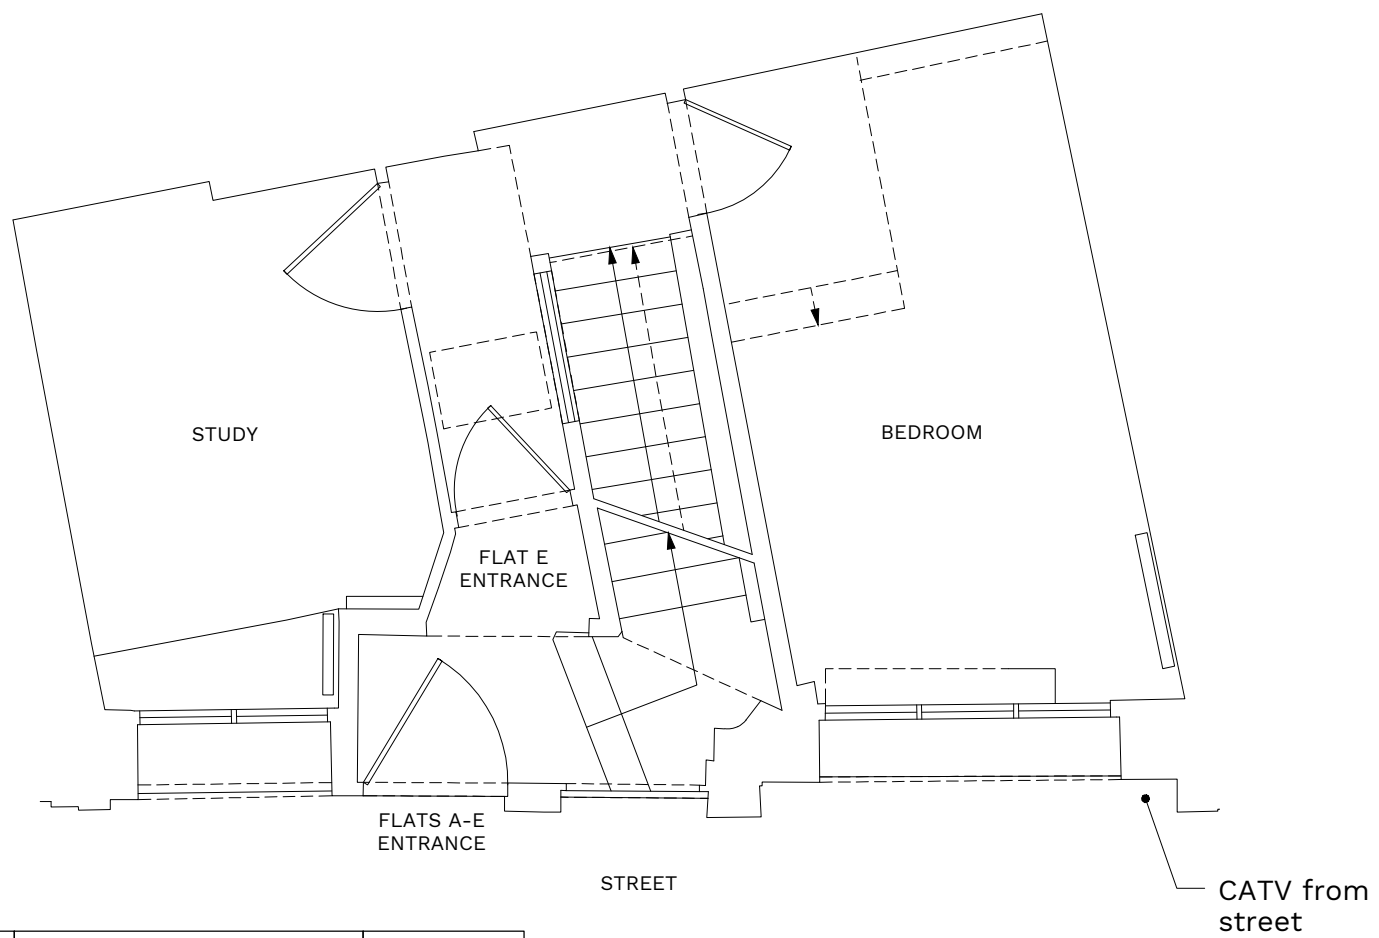 BEDROOM
STUDY
FLAT E
ENTRANCE
FLATS A-E
ENTRANCE
STREET
CATV from
street